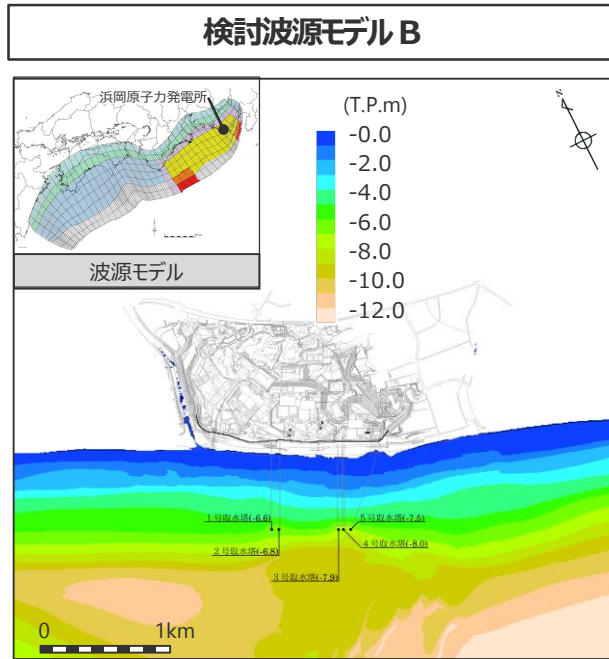 検討波源モデル B
浜岡原子力発電所
波源モデル
(T.P.m)
-0.0
-2.0
-4.0
-6.0
-8.0
-10.0
-12.0
N
1号取水塔(-6.6)
5号取水塔(-7.5)
2号取水塔(-6.8)
4号取水塔(-8.0)
3号取水塔(-7.9)
0 1km